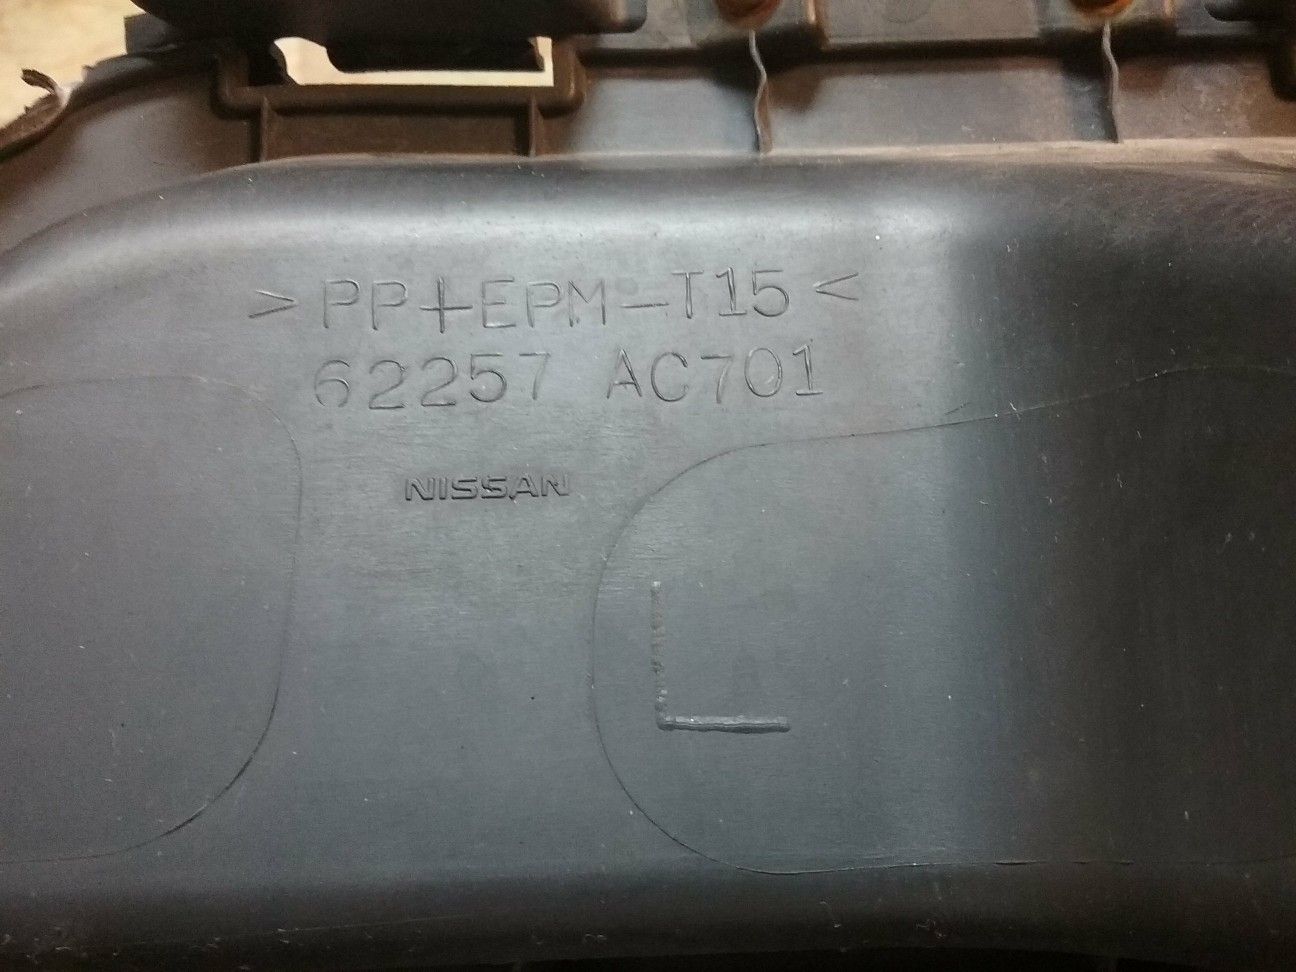 >PP+EPM-T15<
62257 AC701
NISSAN
L